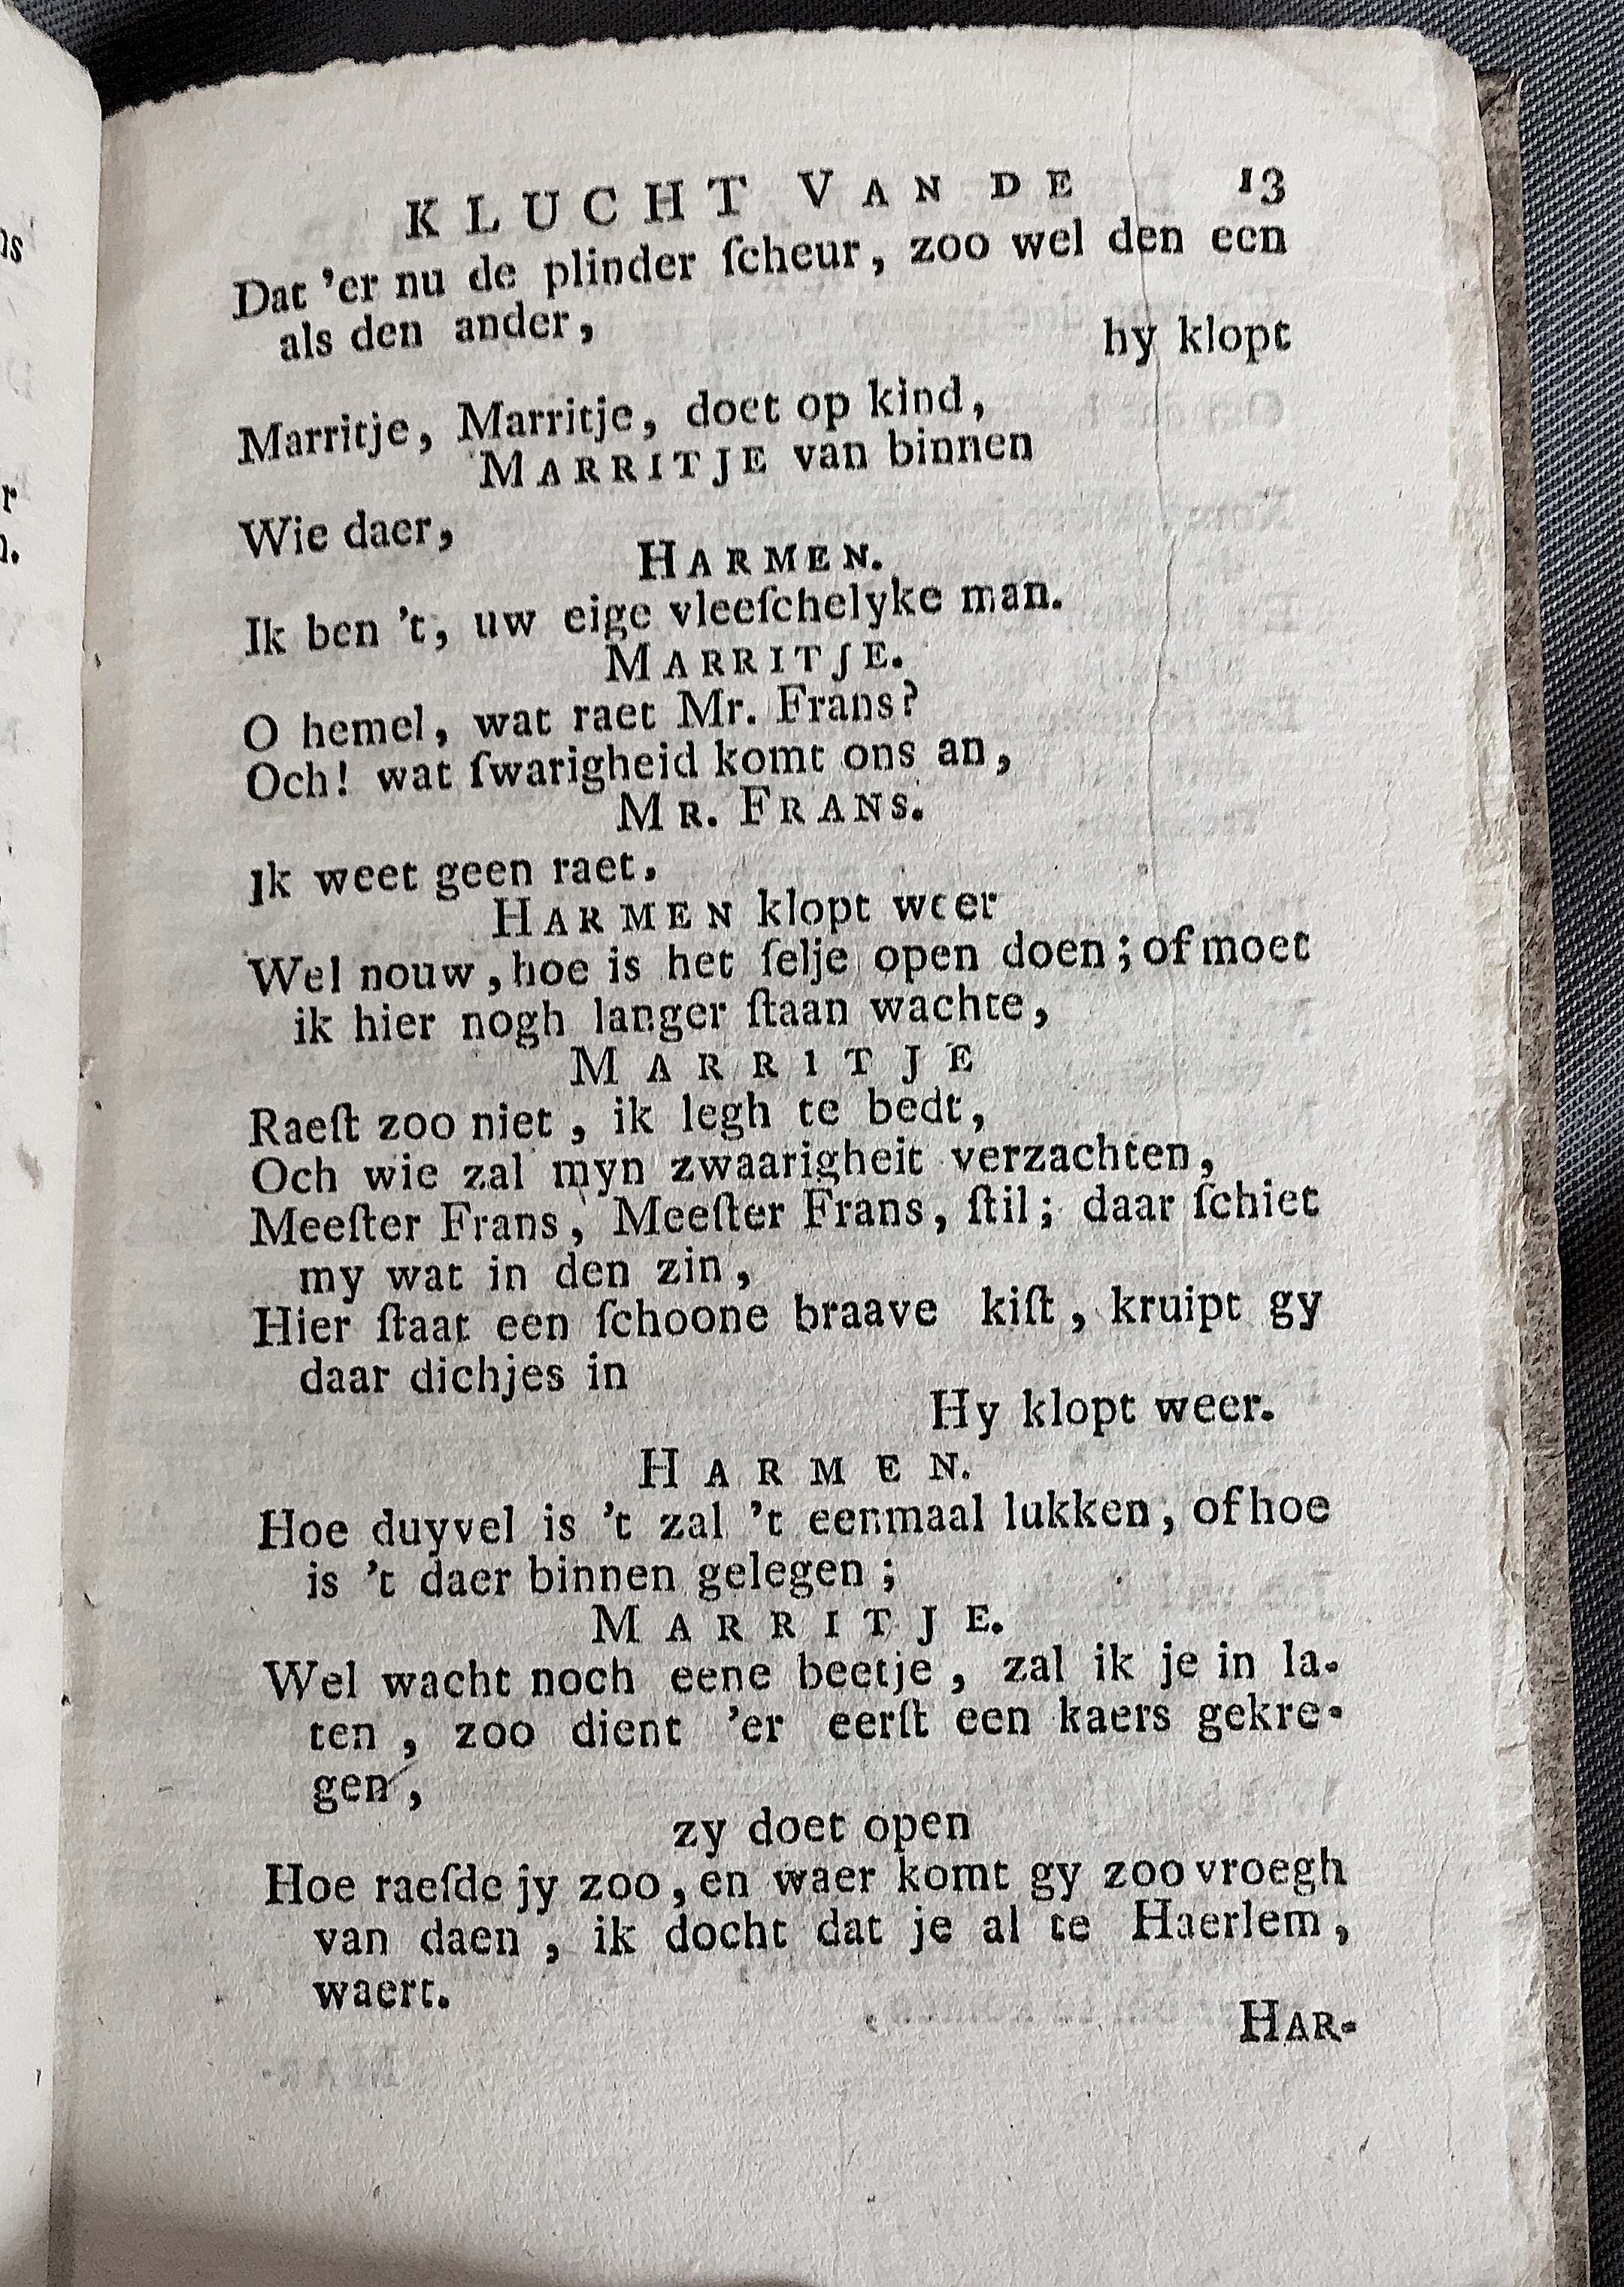 KLUCHT VAN DE 13
Dat 'er nu de plinder ſcheur, zoo wel den een
als den ander,
hy klopt
Marritje, Marritje, doet op kind,
MARRITJE van binnen
Wie daer,
HARMEN.
Ik ben 't, uw eige vleeſchelyke man.
MARRITJE.
O hemel, wat raet Mr. Frans?
Och! wat ſwarigheid komt ons an,
MR. FRANS.
Ik weet geen raet.
HARMEN klopt weer
Wel nouw, hoe is het ſelje open doen; of moet
ik hier nogh langer ſtaan wachte,
MARRITJE
Raeſt zoo niet, ik legh te bedt,
Och wie zal myn zwaarigheit verzachten,
Meeſter Frans, Meeſter Frans, ſtil; daar ſchiet
my wat in den zin,
Hier ſtaat een ſchoone braave kiſt, kruipt gy
daar dichjes in
Hy klopt weer.
HARMEN.
Hoe duyvel is 't zal 't eenmaal lukken, of hoe
is 't daer binnen gelegen;
MARRITJE.
Wel wacht noch eene beetje, zal ik je in la-
ten, zoo dient 'er eerſt een kaers gekre-
gen,
zy doet open
Hoe raeſde jy zoo, en waer komt gy zoo vroegh
van daen, ik docht dat je al te Haerlem,
waert.
HAR-